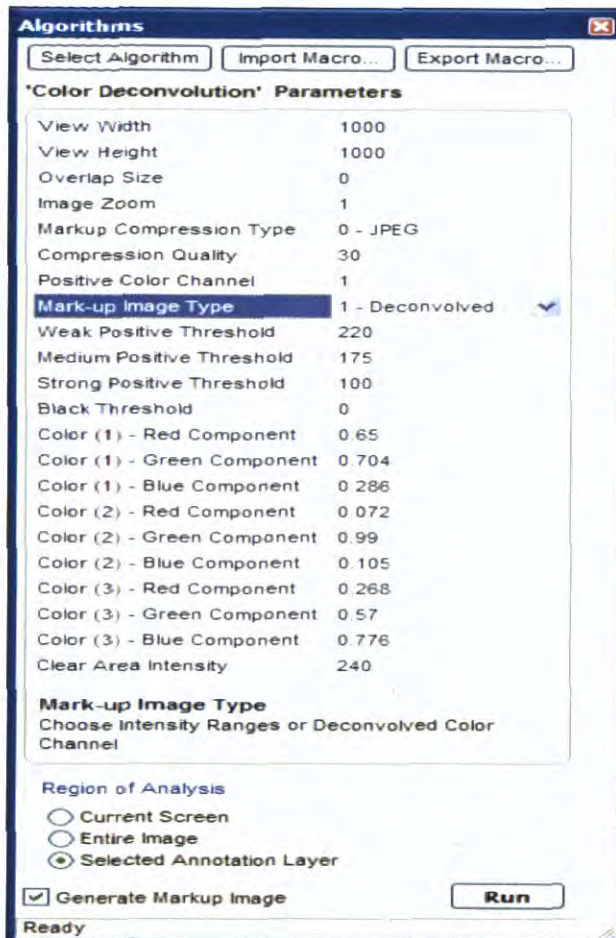 Algorithms
Select Algorithm Import Macro... Export Macro...
'Color Deconvolution' Parameters
View Width 1000
View Height 1000
Overlap Size 0
Image Zoom 1
Markup Compression Type 0 - JPEG
Compression Quality 30
Positive Color Channel 1
Mark-up Image Type 1 - Deconvolved
Weak Positive Threshold 220
Medium Positive Threshold 175
Strong Positive Threshold 100
Black Threshold 0
Color (1) - Red Component 0.65
Color (1) - Green Component 0.704
Color (1) - Blue Component 0.286
Color (2) - Red Component 0.072
Color (2) - Green Component 0.99
Color (2) - Blue Component 0.105
Color (3) - Red Component 0.268
Color (3) - Green Component 0.57
Color (3) - Blue Component 0.776
Clear Area Intensity 240
Mark-up Image Type
Choose Intensity Ranges or Deconvolved Color
Channel
Region of Analysis
Current Screen
Entire Image
Selected Annotation Layer
Generate Markup Image Run
Ready